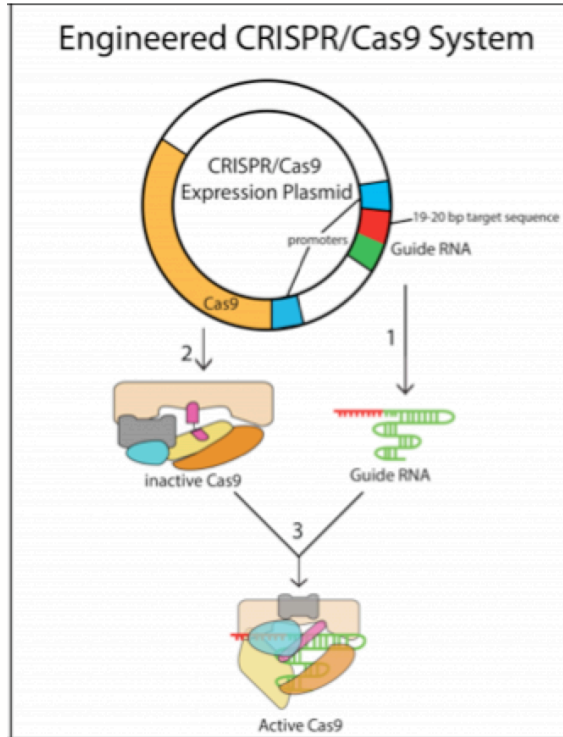 Engineered CRISPR/Cas9 System
CRISPR/Cas9
Expression Plasmid
19-20 bp target sequence
promoters
Guide RNA
Cas9
2
1
inactive Cas9
Guide RNA
3
Active Cas9